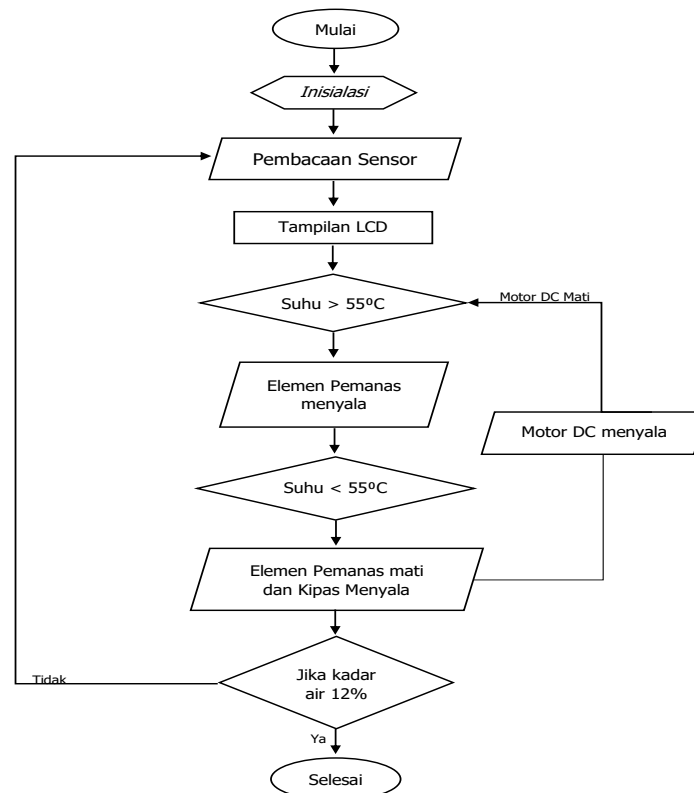 Mulai
Inisialasi
Pembacaan Sensor
Tampilan LCD
Suhu > 55ºC
Motor DC Mati
Elemen Pemanas
menyala
Motor DC menyala
Suhu < 55ºC
Elemen Pemanas mati
dan Kipas Menyala
Jika kadar
air 12%
Tidak
Ya
Selesai